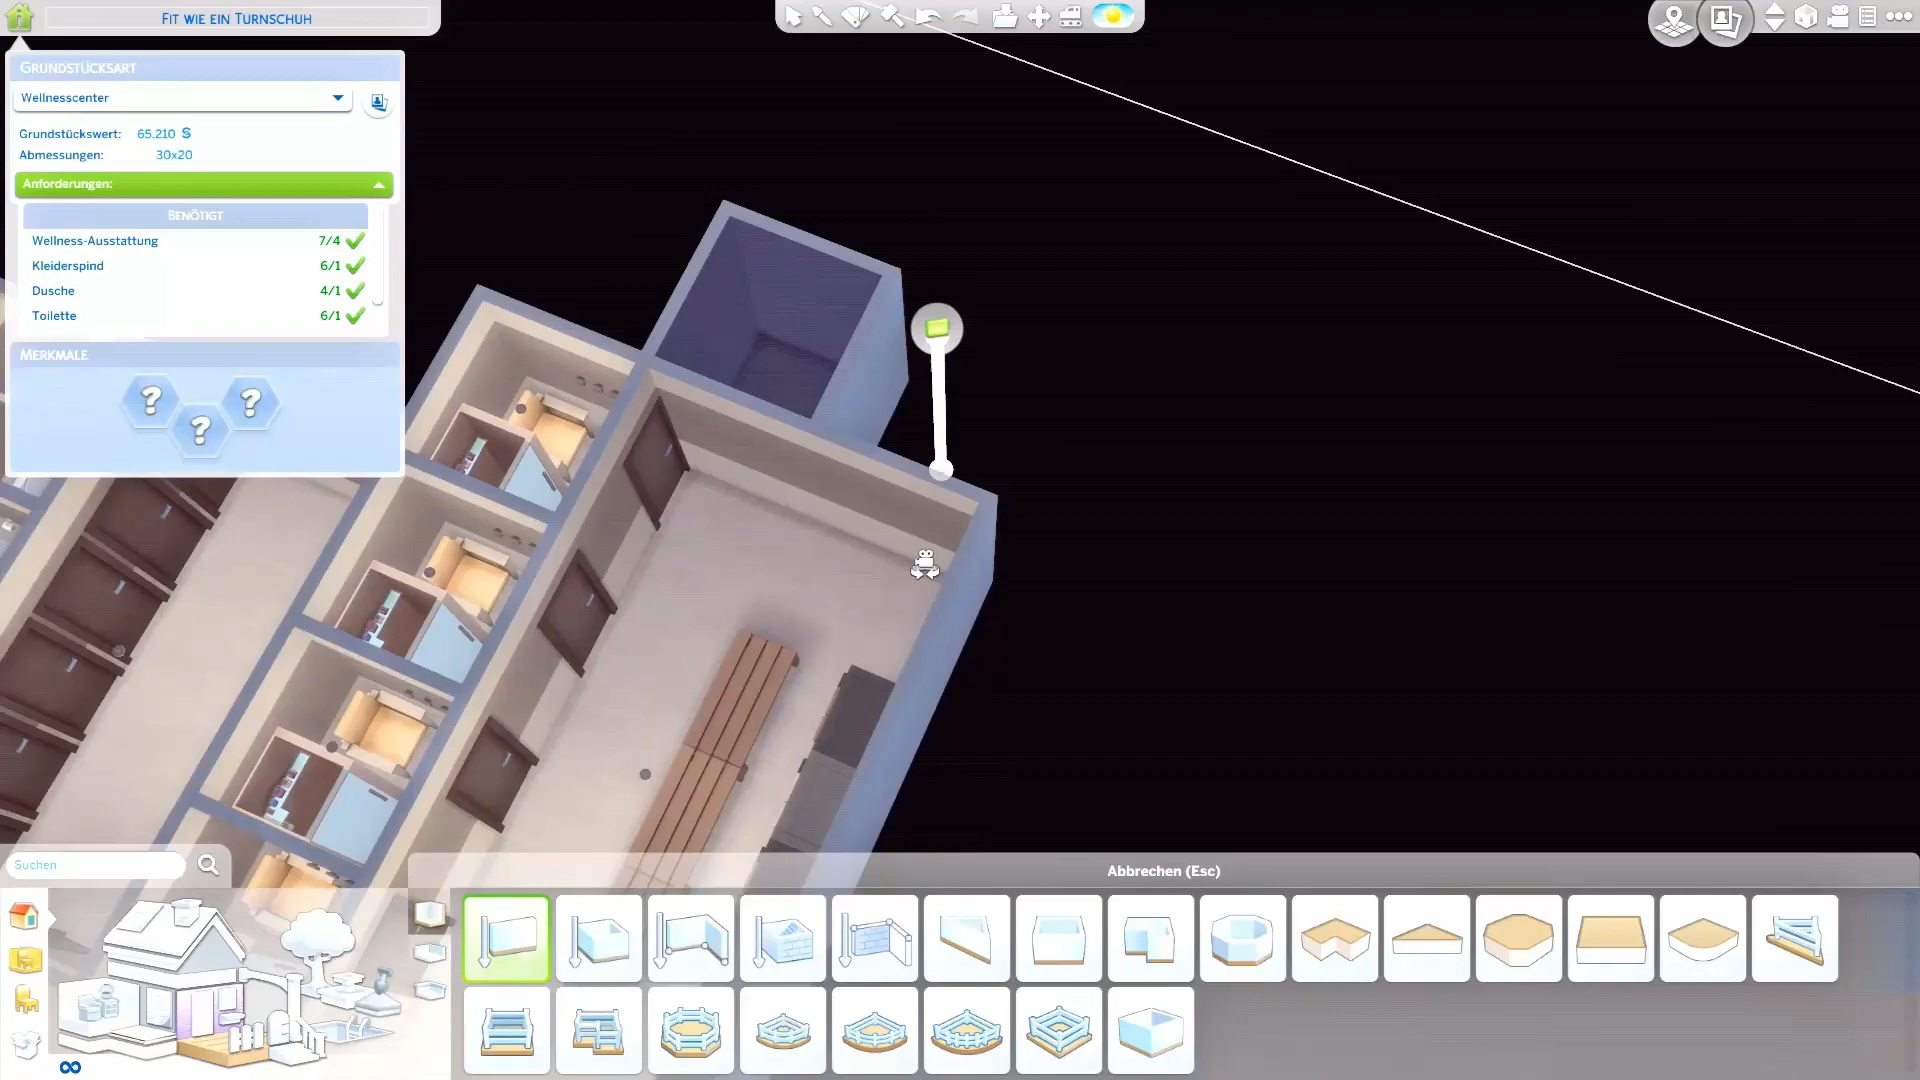 Fit wie ein Turnschuh
Grundstücksart
Wellnesscenter
Grundstückswert: 65.210 S
Abmessungen: 30x20
Anforderungen:
Benötigt
Wellness-Ausstattung 7/4
Kleiderspind 6/1
Dusche 4/1
Toilette 6/1
Merkmale
? ? ?
Suchen
Abbrechen (Esc)